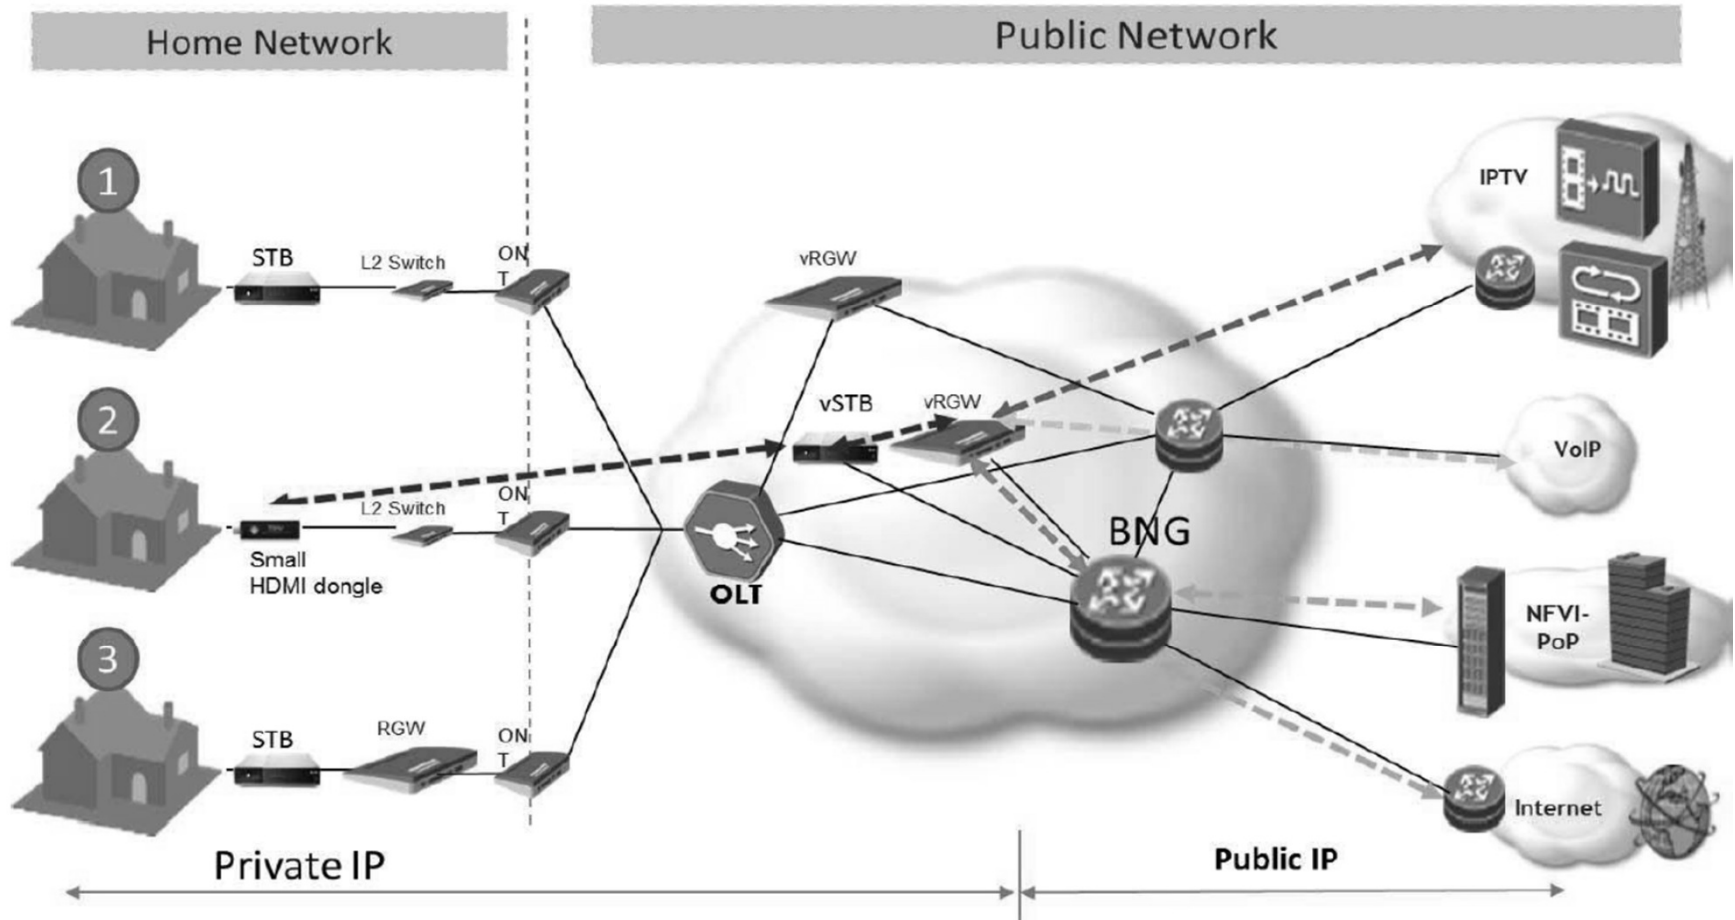 Home Network
Public Network
1
STB
L2 Switch
ON
T
vRGW
IPTV
2
vSTB
vRGW
L2 Switch
ON
T
VoIP
Small
HDMI dongle
OLT
BNG
NFVI-
PoP
3
STB
RGW
ON
T
Internet
Private IP
Public IP